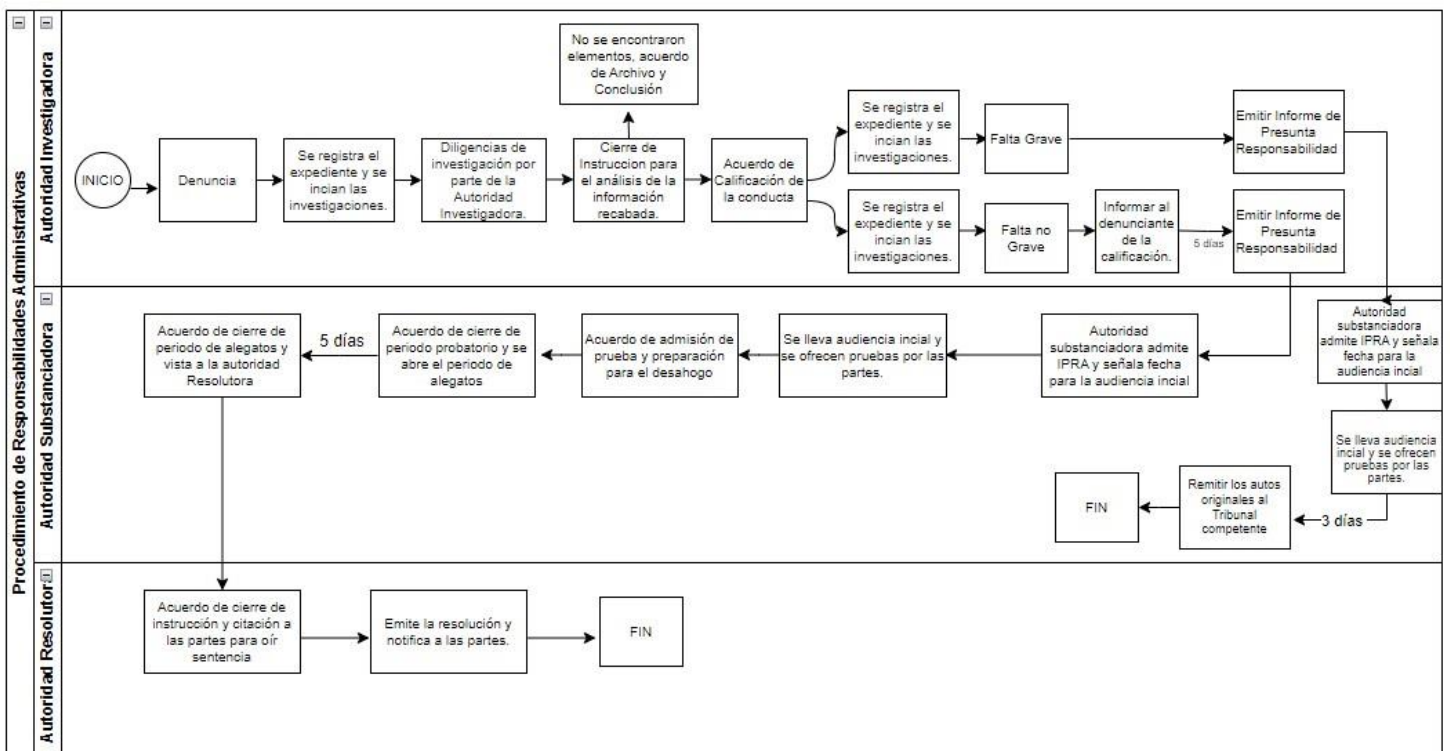 Procedimiento de Responsabilidades Administrativas
Autoridad Investigadora
INICIO
Denuncia
Se registra el
expediente y se
incian las
investigaciones.
Diligencias de
investigación por
parte de la
Autoridad
Investigadora.
Cierre de
Instruccion para
el análisis de la
información
recabada.
No se encontraron
elementos, acuerdo
de Archivo y
Conclusión
Acuerdo de
Calificación de
la conducta
Se registra el
expediente y se
incian las
investigaciones.
Falta Grave
Emitir Informe de
Presunta
Responsabilidad
Se registra el
expediente y se
incian las
investigaciones.
Falta no
Grave
Informar al
denunciante
de la
calificación.
5 días
Emitir Informe de
Presunta
Responsabilidad
Autoridad Substanciadora
Autoridad
substanciadora
admite IPRA y señala
fecha para la
audiencia incial
Se lleva audiencia
incial y se ofrecen
pruebas por las
partes.
3 días
Remitir los autos
originales al
Tribunal
competente
FIN
Autoridad
substanciadora admite
IPRA y señala fecha
para la audiencia incial
Se lleva audiencia incial y
se ofrecen pruebas por las
partes.
Acuerdo de admisión de
prueba y preparación
para el desahogo
Acuerdo de cierre de
periodo probatorio y se
abre el periodo de
alegatos
5 días
Acuerdo de cierre de
periodo de alegatos y
vista a la autoridad
Resolutora
Autoridad Resolutora
Acuerdo de cierre de
instrucción y citación a
las partes para oír
sentencia
Emite la resolución y
notifica a las partes.
FIN